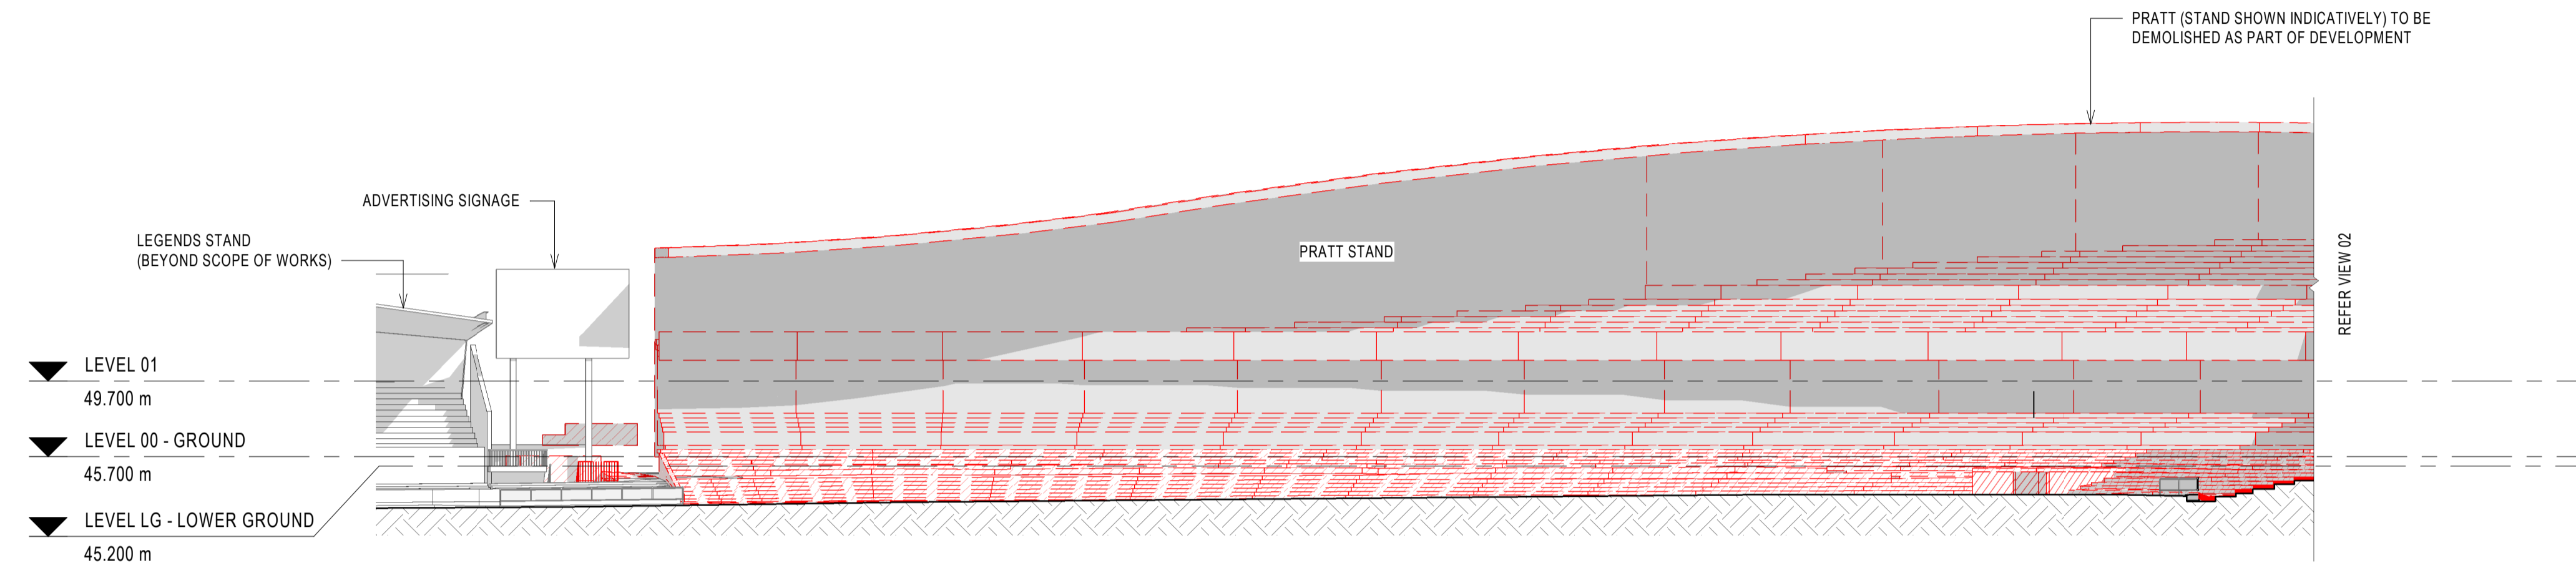 PRATT (STAND SHOWN INDICATIVELY) TO BE
DEMOLISHED AS PART OF DEVELOPMENT
ADVERTISING SIGNAGE
LEGENDS STAND
(BEYOND SCOPE OF WORKS)
PRATT STAND
REFER VIEW 02
LEVEL 01
49.700 m
LEVEL 00 - GROUND
45.700 m
LEVEL LG - LOWER GROUND
45.200 m